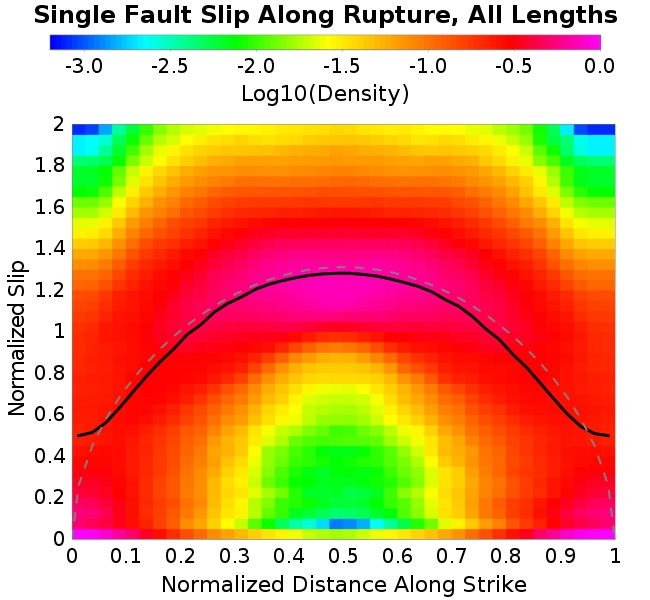 Single Fault Slip Along Rupture, All Lengths
-3.0 -2.5 -2.0 -1.5 -1.0 -0.5 0.0
Log10(Density)
2
1.8
1.6
1.4
1.2
1
0.8
0.6
0.4
0.2
0
Normalized Slip
0 0.1 0.2 0.3 0.4 0.5 0.6 0.7 0.8 0.9 1
Normalized Distance Along Strike